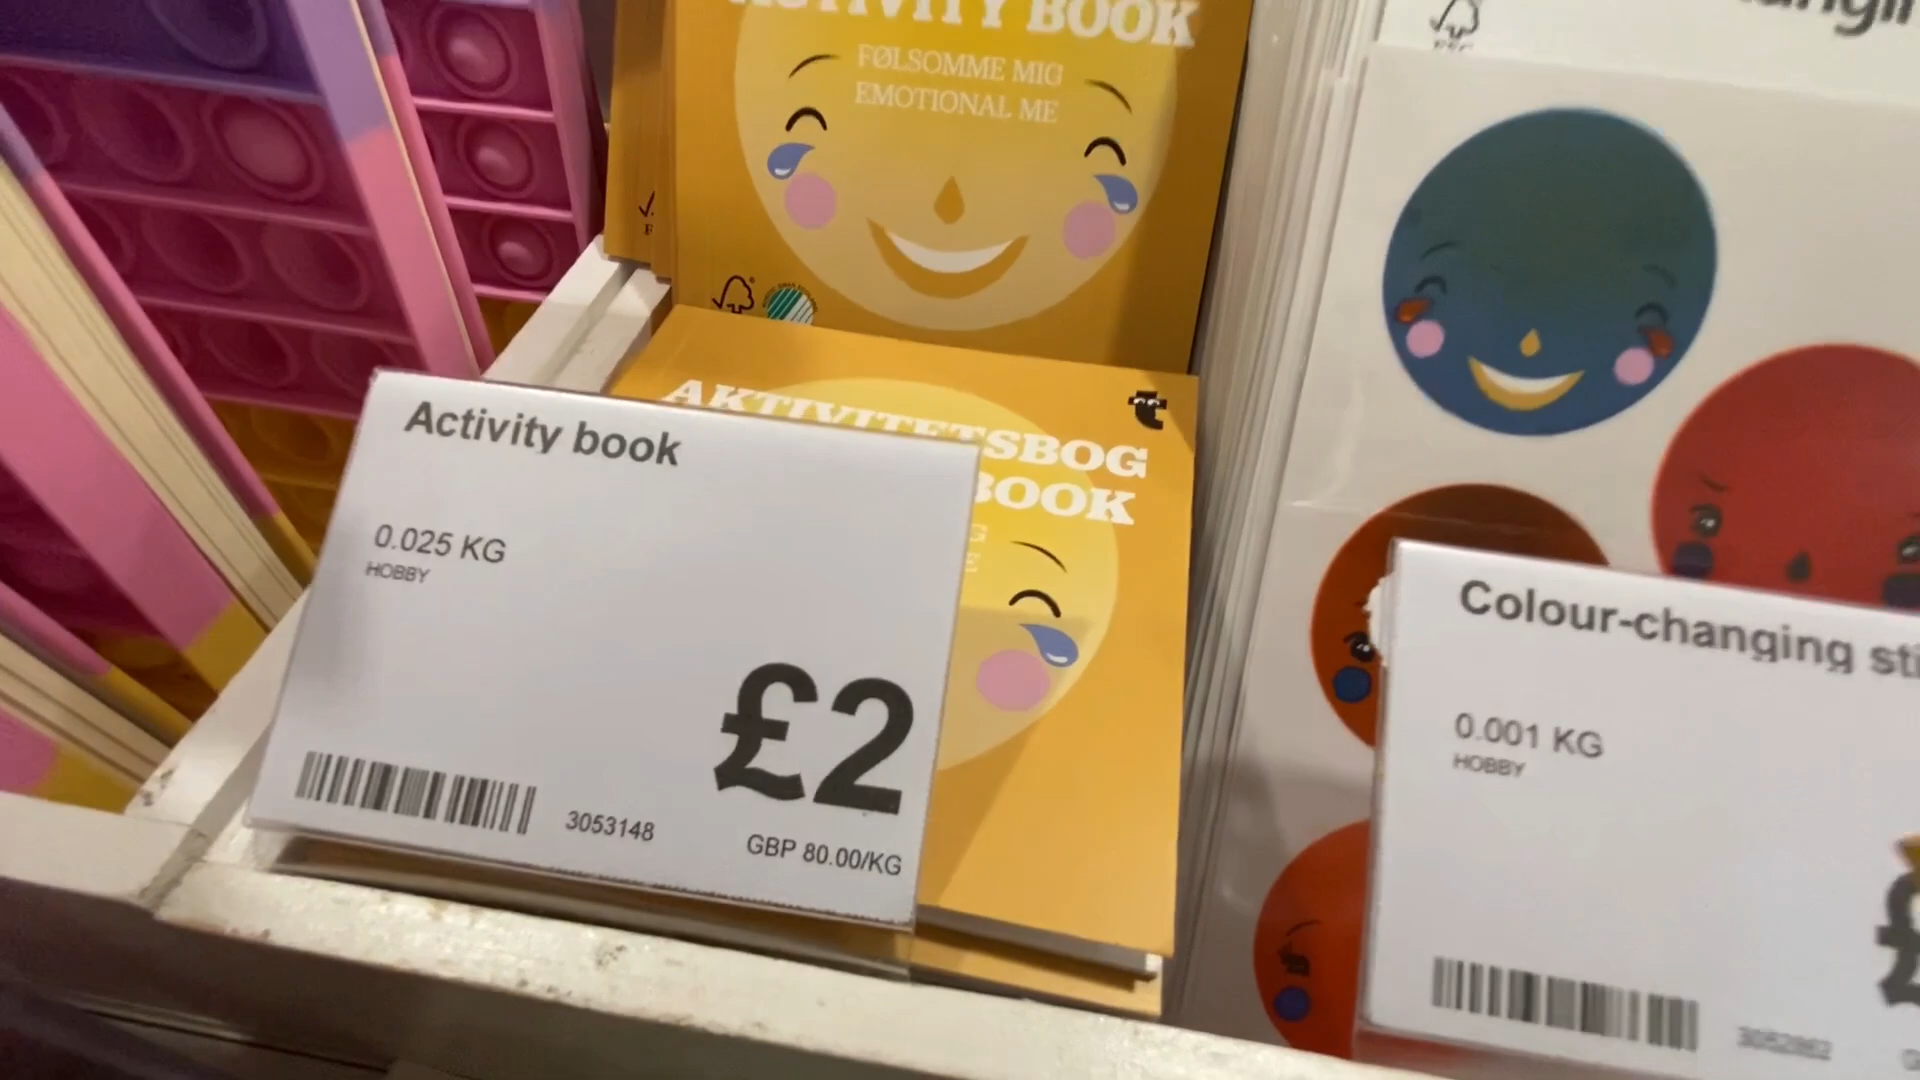 ACTIVITY BOOK
FØLSOMME MIG
EMOTIONAL ME
AKTIVITETSBOG
BOOK
Activity book
0.025 KG
HOBBY
£2
3053148
GBP 80.00/KG
Colour-changing sti
0.001 KG
HOBBY
£